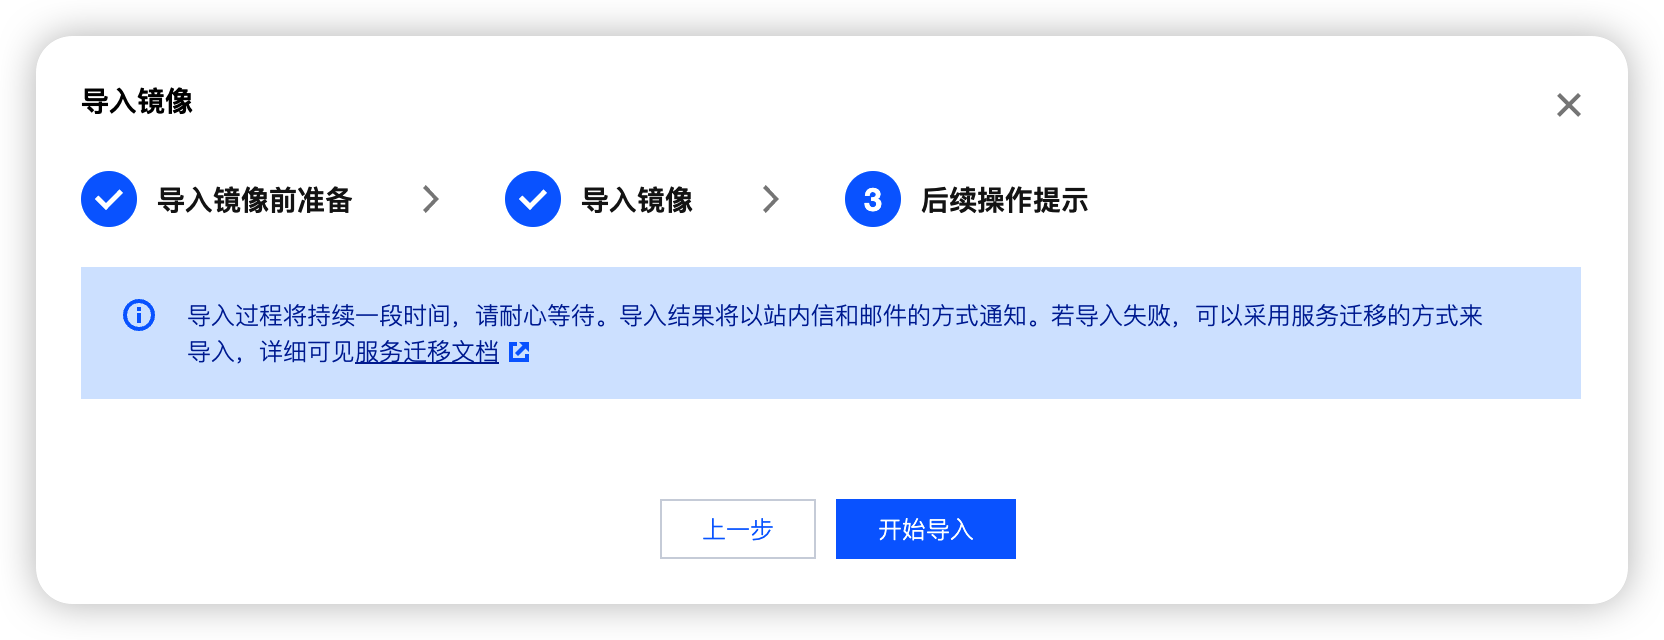 导入镜像
导入镜像前准备
导入镜像
3 后续操作提示
导入过程将持续一段时间，请耐心等待。导入结果将以站内信和邮件的方式通知。若导入失败，可以采用服务迁移的方式来
导入，详细可见服务迁移文档
上一步
开始导入